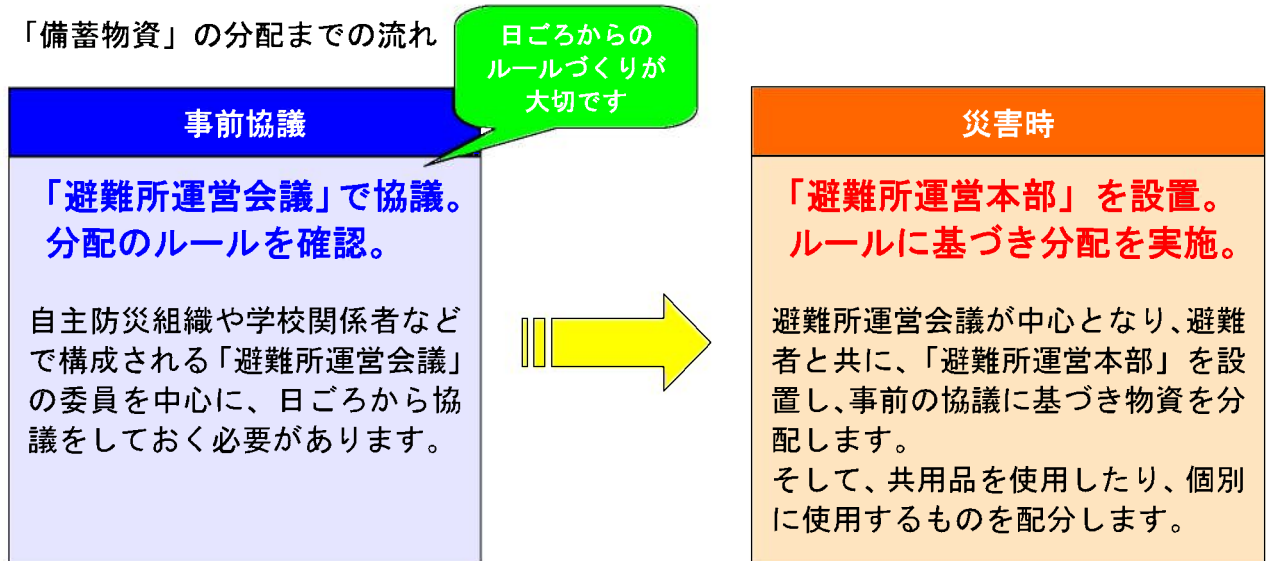 「備蓄物資」の分配までの流れ
日ごろからの
ルールづくりが
大切です
事前協議
「避難所運営会議」で協議。
分配のルールを確認。
自主防災組織や学校関係者など
で構成される「避難所運営会議」
の委員を中心に、日ごろから協
議をしておく必要があります。
災害時
「避難所運営本部」を設置。
ルールに基づき分配を実施。
避難所運営会議が中心となり、避難
者と共に、「避難所運営本部」を設
置し、事前の協議に基づき物資を分
配します。
そして、共用品を使用したり、個別
に使用するものを配分します。